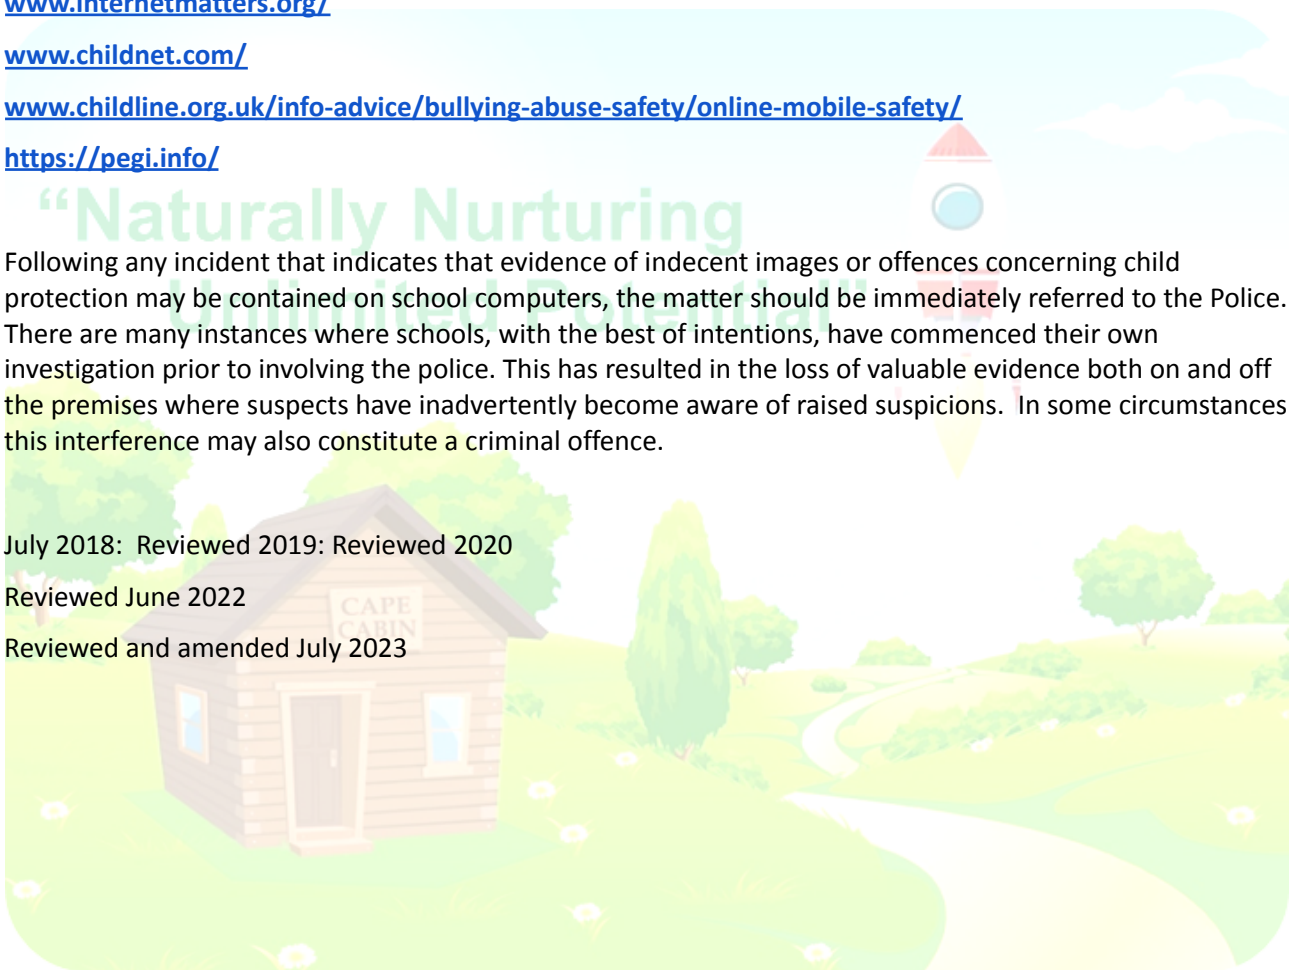 www.internetmatters.org/
www.childnet.com/
www.childline.org.uk/info-advice/bullying-abuse-safety/online-mobile-safety/
https://pegi.info/
“Naturally Nurturing
Unlimited Potential”
Following any incident that indicates that evidence of indecent images or offences concerning child
protection may be contained on school computers, the matter should be immediately referred to the Police.
There are many instances where schools, with the best of intentions, have commenced their own
investigation prior to involving the police. This has resulted in the loss of valuable evidence both on and off
the premises where suspects have inadvertently become aware of raised suspicions.  In some circumstances
this interference may also constitute a criminal offence.
July 2018:  Reviewed 2019: Reviewed 2020
Reviewed June 2022
CAPE
CABIN
Reviewed and amended July 2023